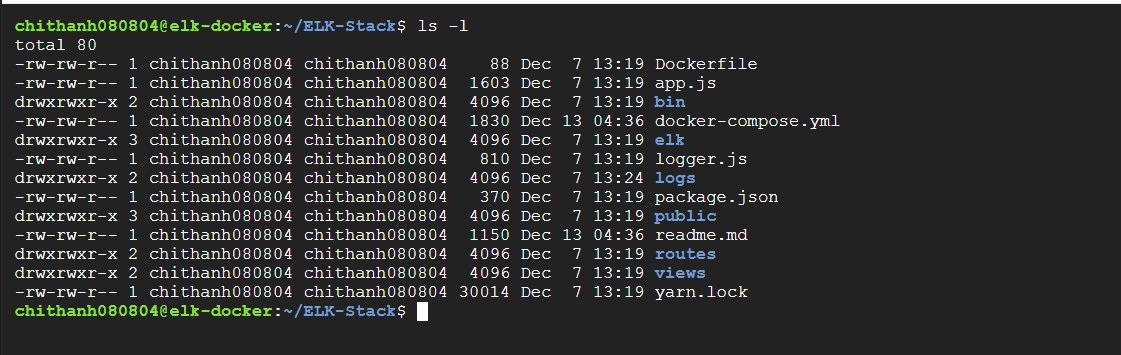 chithanh080804@elk-docker:~/ELK-Stack$ ls -l
total 80
-rw-rw-r-- 1 chithanh080804 chithanh080804    88 Dec  7 13:19 Dockerfile
-rw-rw-r-- 1 chithanh080804 chithanh080804  1603 Dec  7 13:19 app.js
drwxrwxr-x 2 chithanh080804 chithanh080804  4096 Dec  7 13:19 bin
-rw-rw-r-- 1 chithanh080804 chithanh080804  1830 Dec 13 04:36 docker-compose.yml
drwxrwxr-x 3 chithanh080804 chithanh080804  4096 Dec  7 13:19 elk
-rw-rw-r-- 1 chithanh080804 chithanh080804   810 Dec  7 13:19 logger.js
drwxrwxr-x 2 chithanh080804 chithanh080804  4096 Dec  7 13:24 logs
-rw-rw-r-- 1 chithanh080804 chithanh080804   370 Dec  7 13:19 package.json
drwxrwxr-x 3 chithanh080804 chithanh080804  4096 Dec  7 13:19 public
-rw-rw-r-- 1 chithanh080804 chithanh080804  1150 Dec 13 04:36 readme.md
drwxrwxr-x 2 chithanh080804 chithanh080804  4096 Dec  7 13:19 routes
drwxrwxr-x 2 chithanh080804 chithanh080804  4096 Dec  7 13:19 views
-rw-rw-r-- 1 chithanh080804 chithanh080804 30014 Dec  7 13:19 yarn.lock
chithanh080804@elk-docker:~/ELK-Stack$